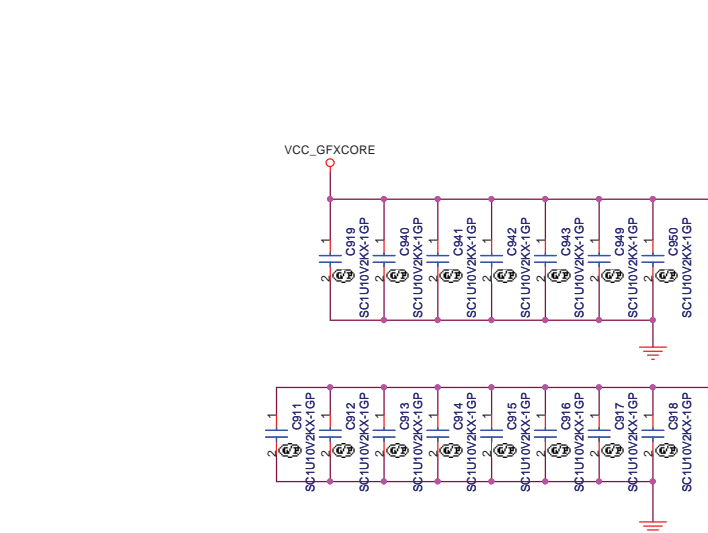 VCC_GFXCORE
1
2
C919
SC1U10V2KX-1GP
1
2
C940
SC1U10V2KX-1GP
1
2
C941
SC1U10V2KX-1GP
1
2
C942
SC1U10V2KX-1GP
1
2
C943
SC1U10V2KX-1GP
1
2
C949
SC1U10V2KX-1GP
1
2
C950
SC1U10V2KX-1GP
1
2
C911
SC1U10V2KX-1GP
1
2
C912
SC1U10V2KX-1GP
1
2
C913
SC1U10V2KX-1GP
1
2
C914
SC1U10V2KX-1GP
1
2
C915
SC1U10V2KX-1GP
1
2
C916
SC1U10V2KX-1GP
1
2
C917
SC1U10V2KX-1GP
1
2
C918
SC1U10V2KX-1GP